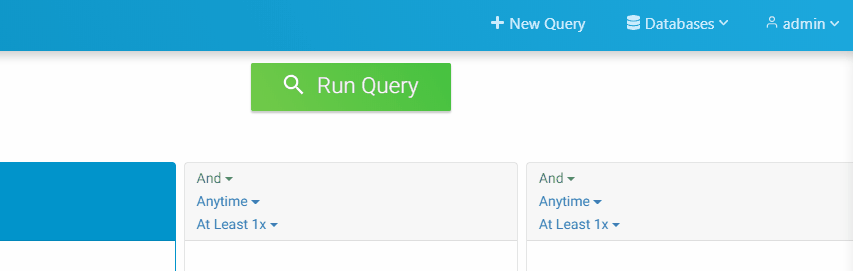 New Query Databases admin
Run Query
And And
Anytime Anytime
At Least 1x At Least 1x